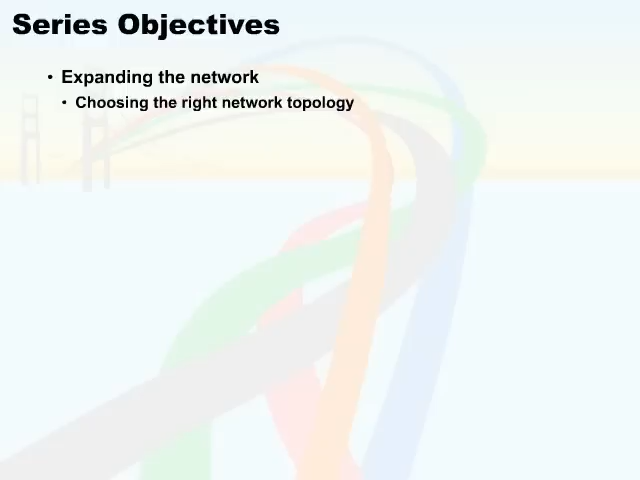 Series Objectives
• Expanding the network
• Choosing the right network topology